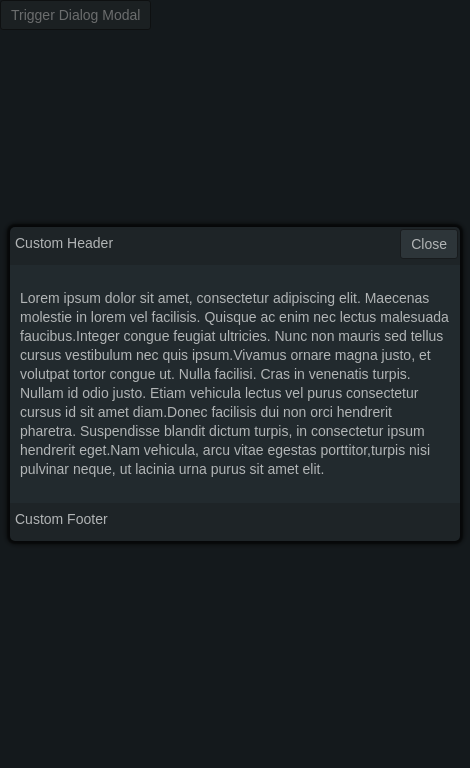 Trigger Dialog Modal
Custom Header
Close
Lorem ipsum dolor sit amet, consectetur adipiscing elit. Maecenas
molestie in lorem vel facilisis. Quisque ac enim nec lectus malesuada
faucibus.Integer congue feugiat ultricies. Nunc non mauris sed tellus
cursus vestibulum nec quis ipsum.Vivamus ornare magna justo, et
volutpat tortor congue ut. Nulla facilisi. Cras in venenatis turpis.
Nullam id odio justo. Etiam vehicula lectus vel purus consectetur
cursus id sit amet diam.Donec facilisis dui non orci hendrerit
pharetra. Suspendisse blandit dictum turpis, in consectetur ipsum
hendrerit eget.Nam vehicula, arcu vitae egestas porttitor,turpis nisi
pulvinar neque, ut lacinia urna purus sit amet elit.
Custom Footer